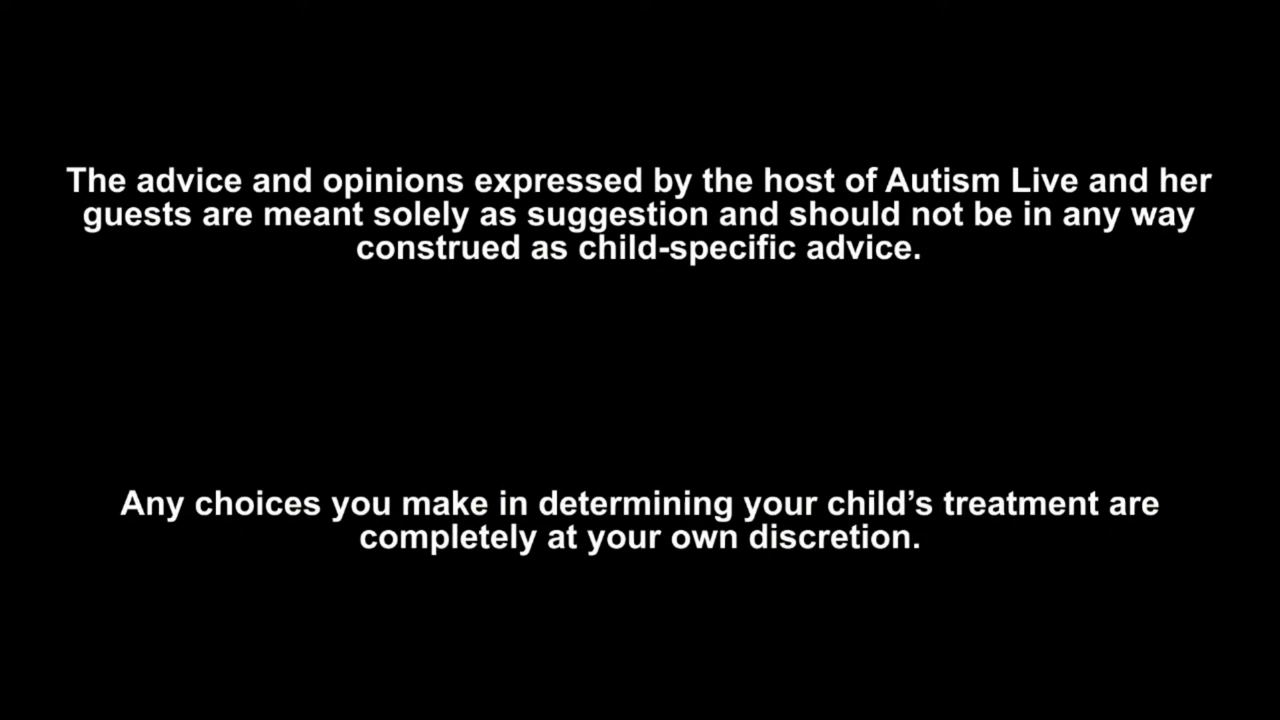 The advice and opinions expressed by the host of Autism Live and her
guests are meant solely as suggestion and should not be in any way
construed as child-specific advice.
Any choices you make in determining your child’s treatment are
completely at your own discretion.